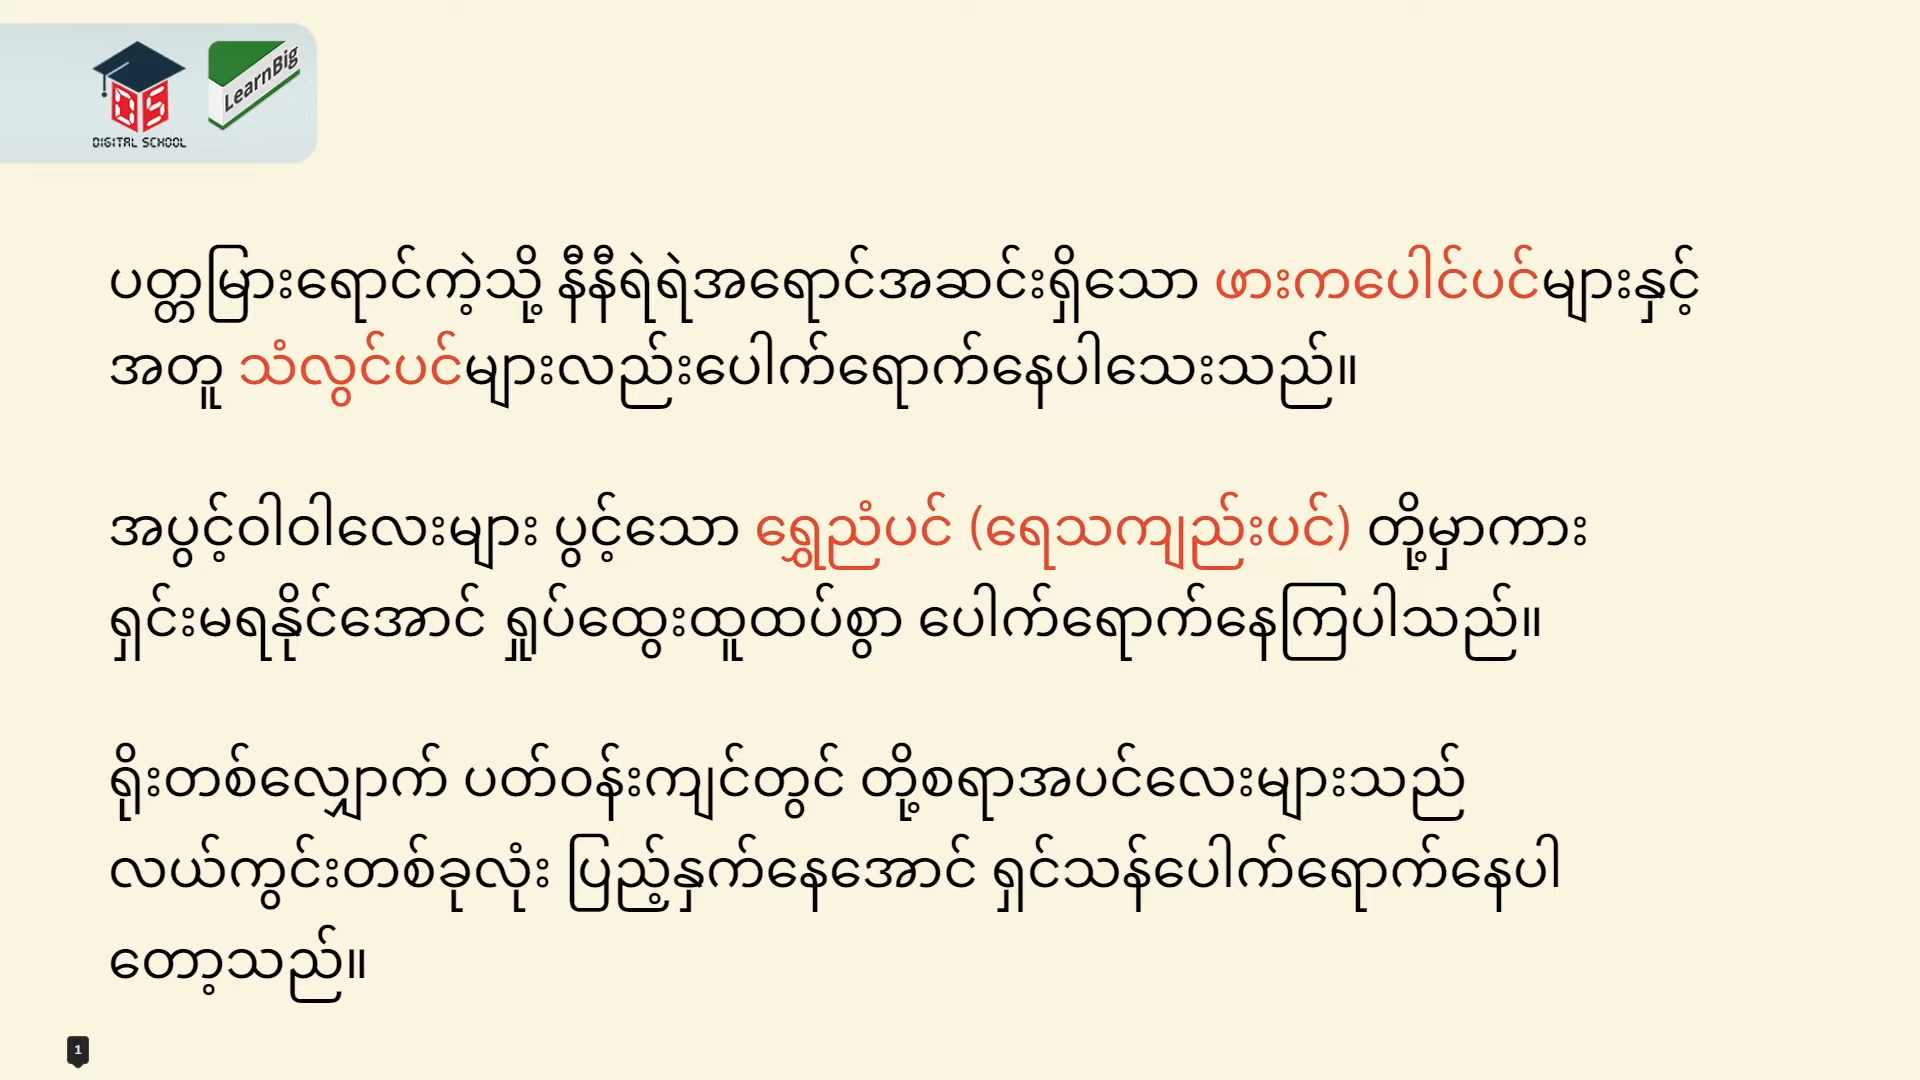 DIGITAL SCHOOL
LearnBig
ပတ္တမြားရောင်ကဲ့သို့ နီနီရဲရဲအရောင်အဆင်းရှိသော ဖားကပေါင်ပင်များနှင့်
အတူ သံလွင်ပင်များလည်းပေါက်ရောက်နေပါသေးသည်။
အပွင့်ဝါဝါလေးများ ပွင့်သော ရွှေညံပင် (ရေသကျည်းပင်) တို့မှာကား
ရှင်းမရနိုင်အောင် ရှုပ်ထွေးထူထပ်စွာ ပေါက်ရောက်နေကြပါသည်။
ရိုးတစ်လျှောက် ပတ်ဝန်းကျင်တွင် တို့စရာအပင်လေးများသည်
လယ်ကွင်းတစ်ခုလုံး ပြည့်နှက်နေအောင် ရှင်သန်ပေါက်ရောက်နေပါ
တော့သည်။
1